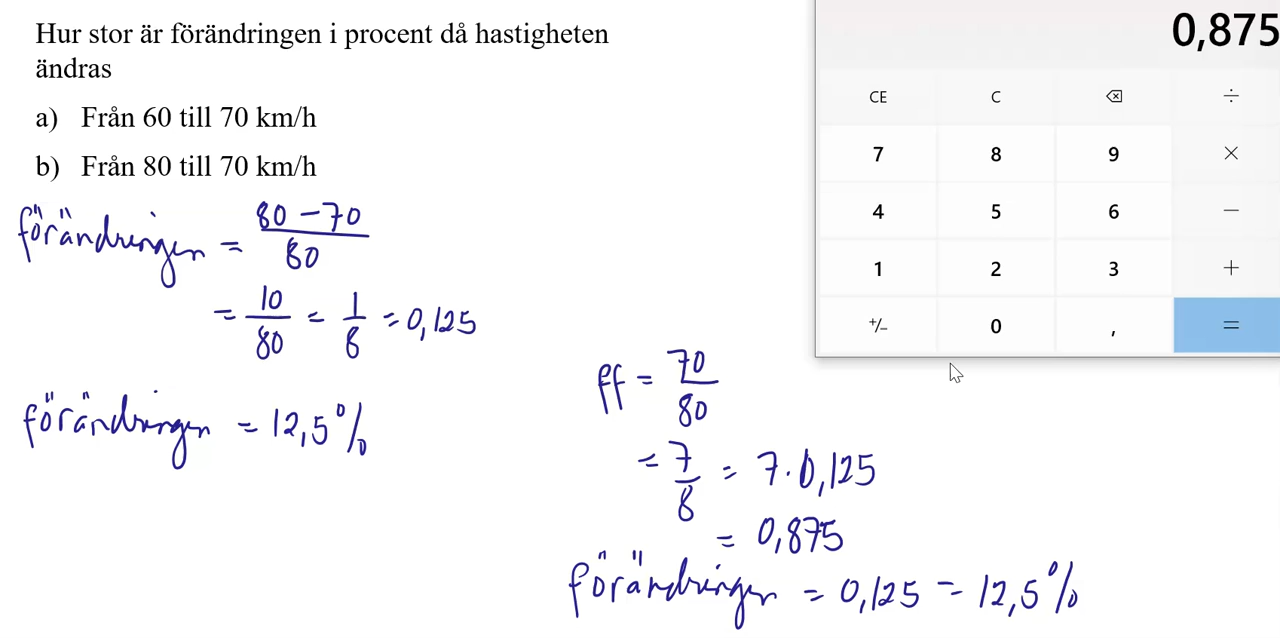 Hur stor är förändringen i procent då hastigheten
ändras
a) Från 60 till 70 km/h
b) Från 80 till 70 km/h
förändringen = 80 - 70 / 80
= 10/80 = 1/8 = 0,125
förändringen = 12,5%
ff = 70/80
= 7/8 = 7·0,125
= 0,875
förändringen = 0,125 = 12,5%
0,875
CE C ⌫ ÷
7 8 9 ×
4 5 6 −
1 2 3 +
+/− 0 , =